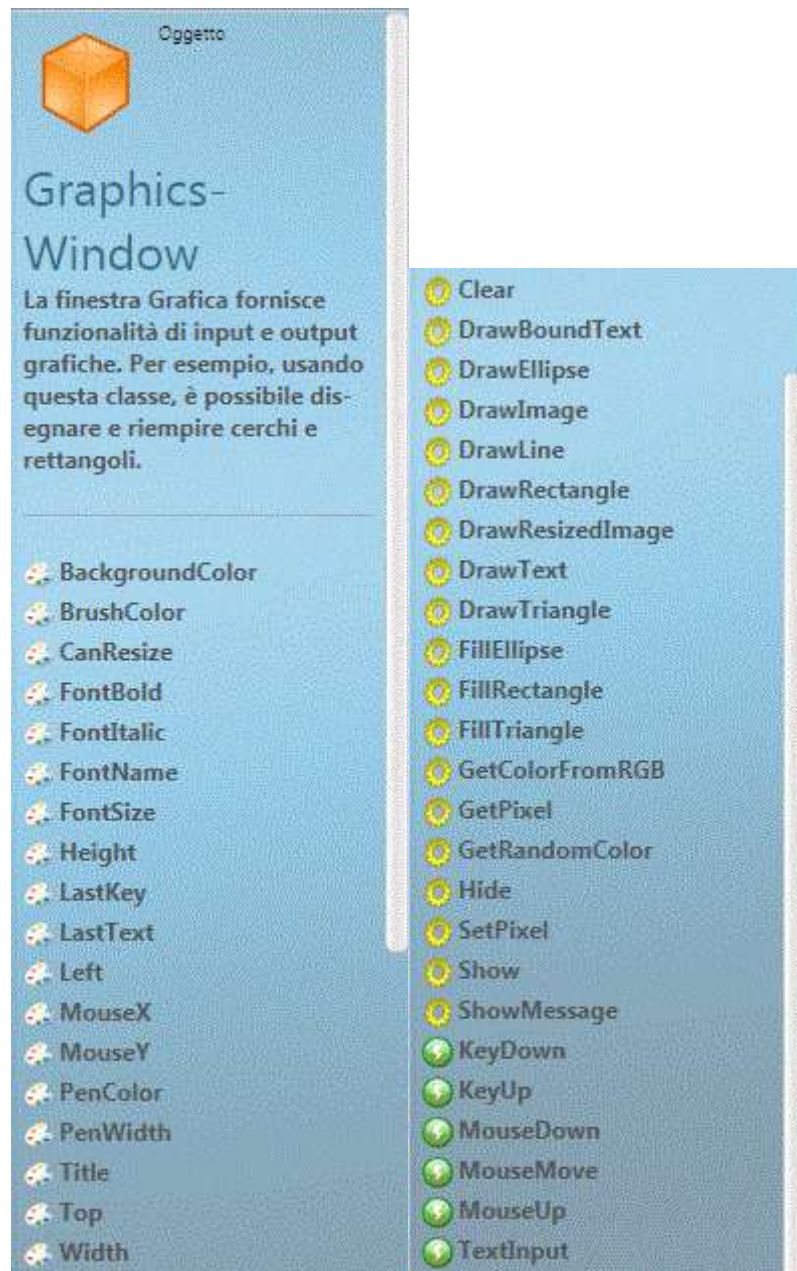 Oggetto
Graphics-
Window
La finestra Grafica fornisce
funzionalità di input e output
grafiche. Per esempio, usando
questa classe, è possibile dis-
egnare e riempire cerchi e
rettangoli.
BackgroundColor
BrushColor
CanResize
FontBold
FontItalic
FontName
FontSize
Height
LastKey
LastText
Left
MouseX
MouseY
PenColor
PenWidth
Title
Top
Width
Clear
DrawBoundText
DrawEllipse
DrawImage
DrawLine
DrawRectangle
DrawResizedImage
DrawText
DrawTriangle
FillEllipse
FillRectangle
FillTriangle
GetColorFromRGB
GetPixel
GetRandomColor
Hide
SetPixel
Show
ShowMessage
KeyDown
KeyUp
MouseDown
MouseMove
MouseUp
TextInput